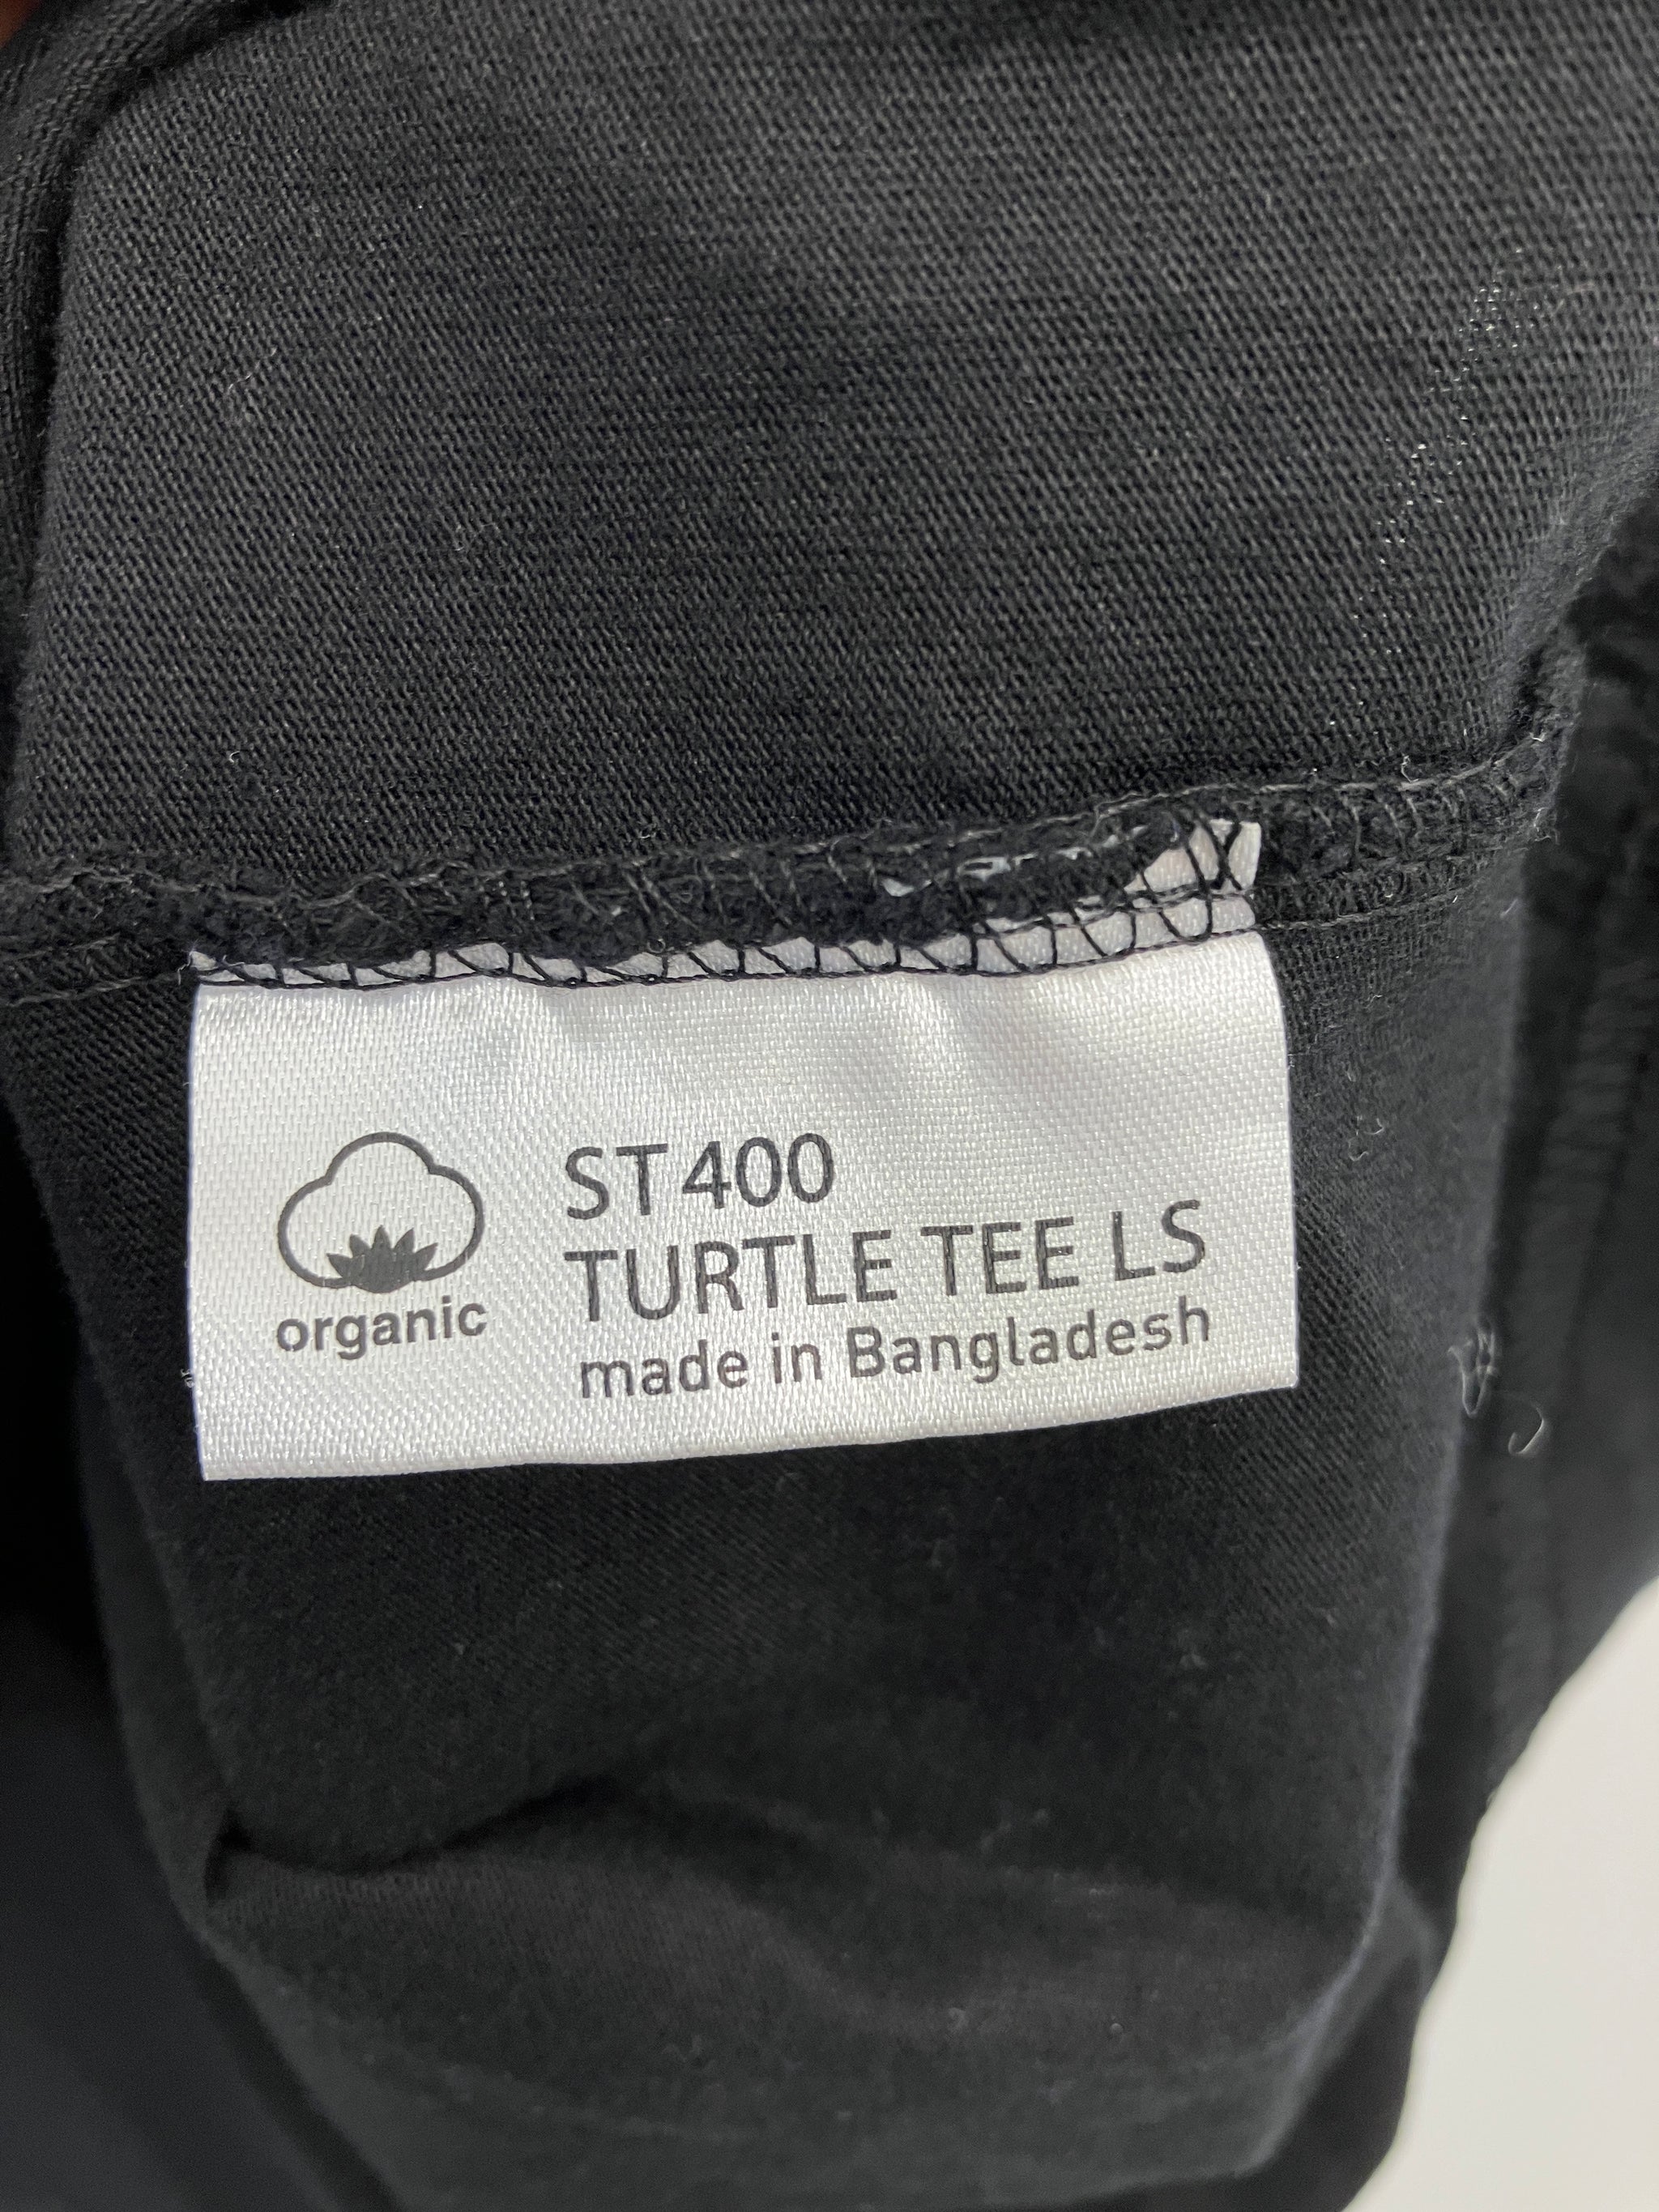 organic
ST400
TURTLE TEE LS
made in Bangladesh